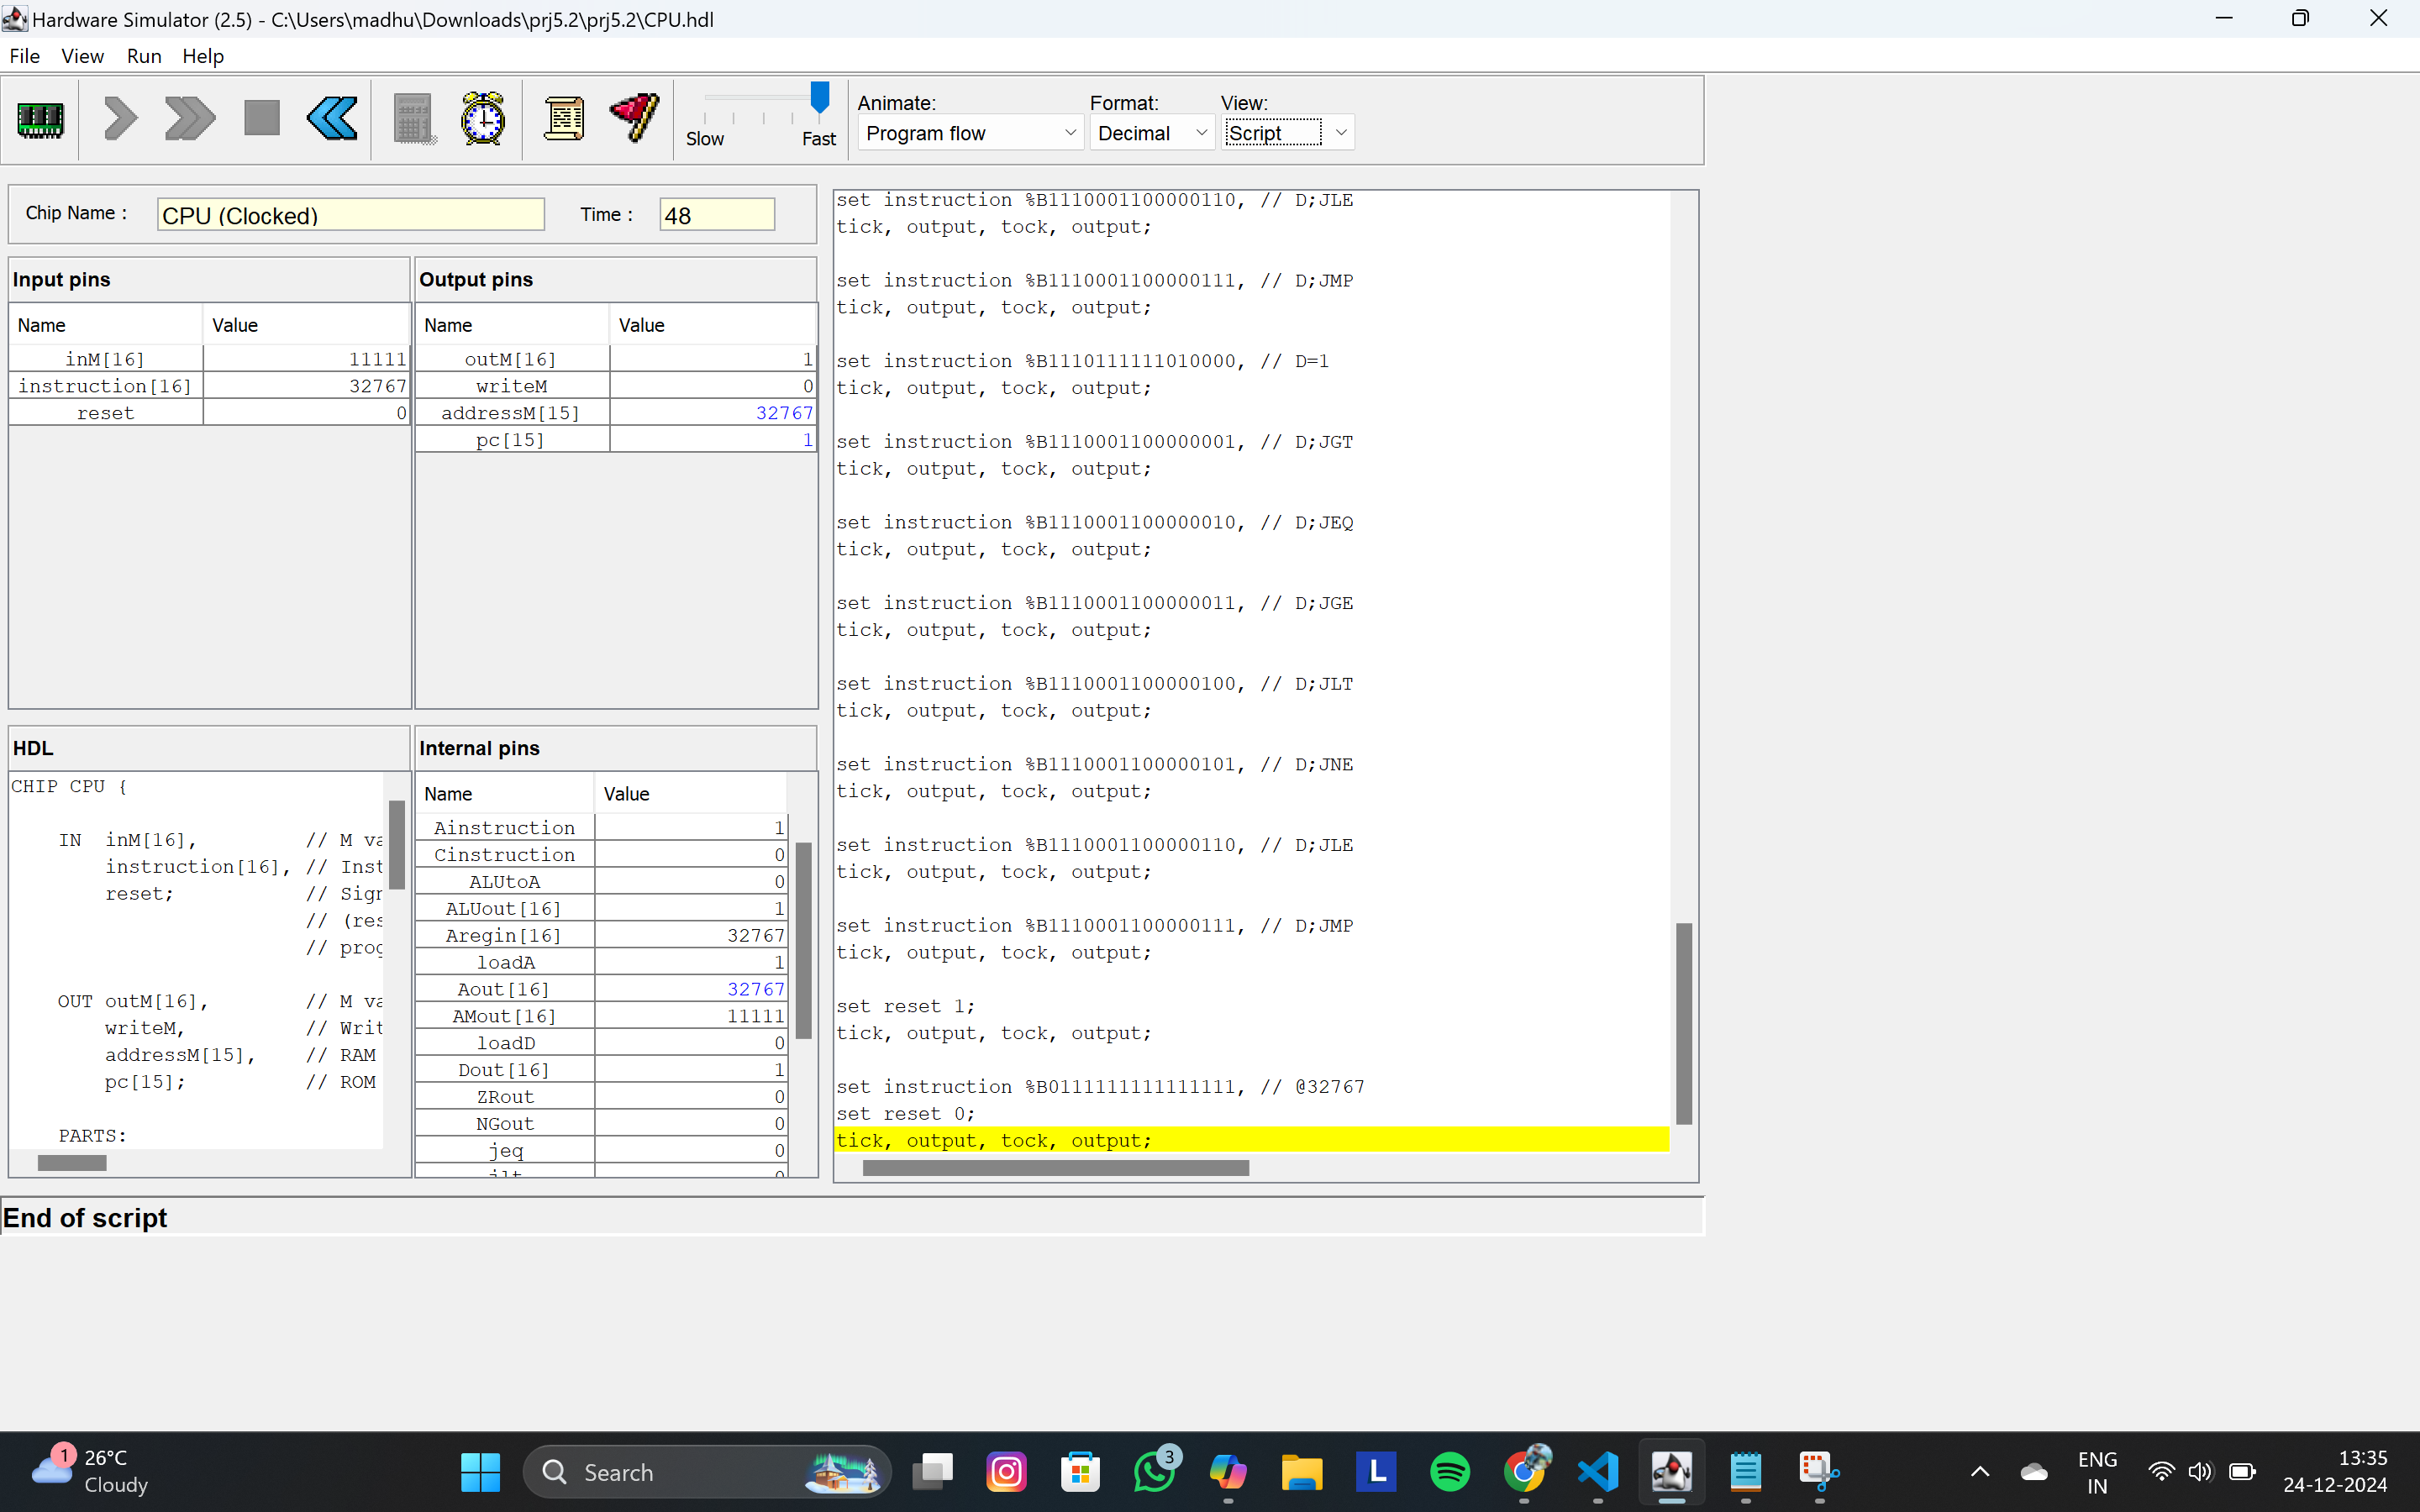 Hardware Simulator (2.5) - C:\Users\madhu\Downloads\prj5.2\prj5.2\CPU.hdl
File View Run Help
Slow Fast
Animate: Format: View:
Program flow Decimal Script
Chip Name : CPU (Clocked) Time : 48
Input pins
Name Value
inM[16] 11111
instruction[16] 32767
reset 0
Output pins
Name Value
outM[16] 1
writeM 0
addressM[15] 32767
pc[15] 1
HDL
CHIP CPU {
IN inM[16], // M va
instruction[16], // Inst
reset; // Sign
// (res
// prog
OUT outM[16], // M va
writeM, // Writ
addressM[15], // RAM
pc[15]; // ROM
PARTS:
Internal pins
Name Value
Ainstruction 1
Cinstruction 0
ALUtoA 0
ALUout[16] 1
Aregin[16] 32767
loadA 1
Aout[16] 32767
AMout[16] 11111
loadD 0
Dout[16] 1
ZRout 0
NGout 0
jeq 0
set instruction %B1110001100000110, // D;JLE
tick, output, tock, output;
set instruction %B1110001100000111, // D;JMP
tick, output, tock, output;
set instruction %B1110111111010000, // D=1
tick, output, tock, output;
set instruction %B1110001100000001, // D;JGT
tick, output, tock, output;
set instruction %B1110001100000010, // D;JEQ
tick, output, tock, output;
set instruction %B1110001100000011, // D;JGE
tick, output, tock, output;
set instruction %B1110001100000100, // D;JLT
tick, output, tock, output;
set instruction %B1110001100000101, // D;JNE
tick, output, tock, output;
set instruction %B1110001100000110, // D;JLE
tick, output, tock, output;
set instruction %B1110001100000111, // D;JMP
tick, output, tock, output;
set reset 1;
tick, output, tock, output;
set instruction %B0111111111111111, // @32767
set reset 0;
tick, output, tock, output;
End of script
1
26°C
Cloudy
Search
3
L
ENG
IN
13:35
24-12-2024